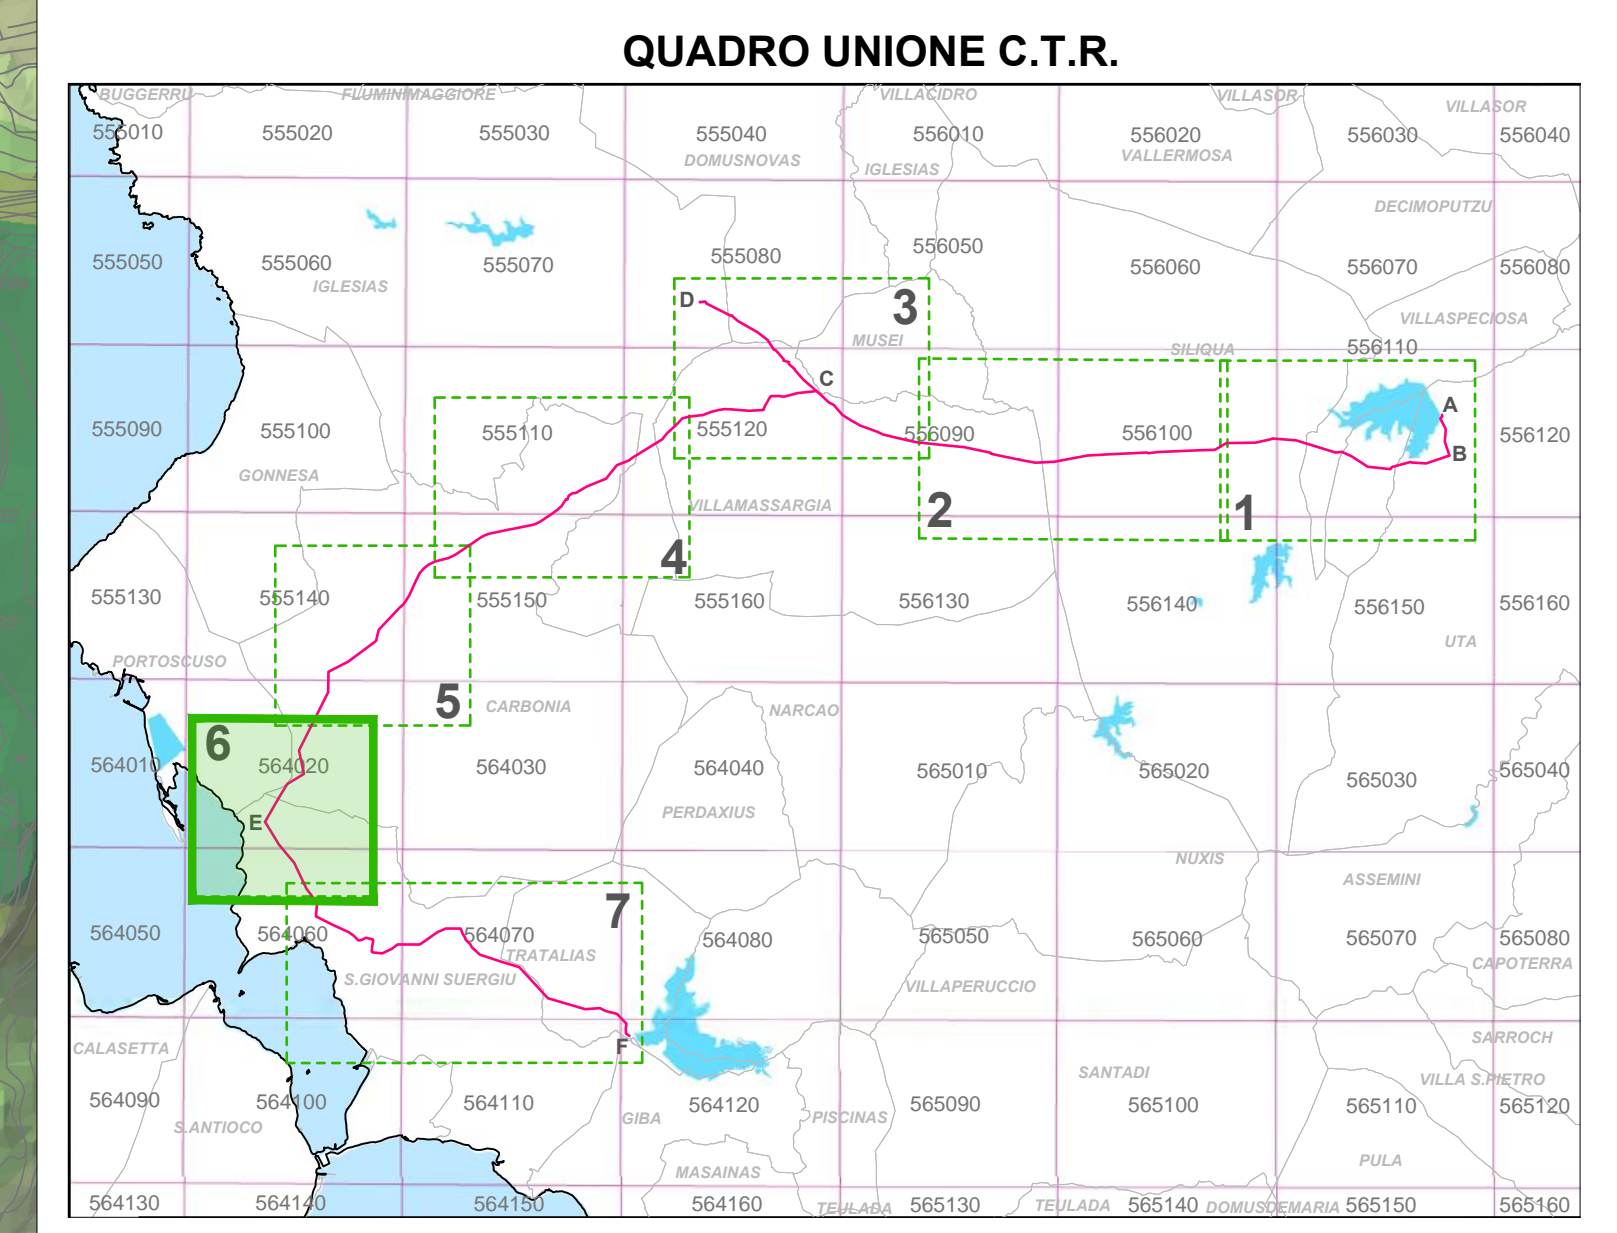 QUADRO UNIONE C.T.R.
BUGGERRU FLUMINIMAGGIORE VILLACIDRO VILLASOR VILLASOR
555010 555020 555030 555040 556010 556020 556030 556040
DOMUSNOVAS IGLESIAS VALLERMOSA
DECIMOPUTZU
555050 555060 555070 555080 556050 556060 556070 556080
IGLESIAS
D 3 VILLASPECIOSA
MUSEI SILIQUA 556110
C A
555090 555100 555110 555120 556090 556100 B 556120
GONNESA
VILLAMASSARGIA 2 1
4
555130 555140 555150 555160 556130 556140 556150 556160
UTA
PORTOSCUSO
5 CARBONIA NARCAO
6
564010 564020 564030 564040 565010 565020 565030 565040
PERDAXIUS
E
NUXIS
ASSEMINI
7
564050 564060 564070 564080 565050 565060 565070 565080
TRATALIAS CAPOTERRA
S.GIOVANNI SUERGIU VILLAPERUCCIO
CALASETTA F SARROCH
SANTADI VILLA S.PIETRO
564090 564100 564110 564120 565090 565100 565110 565120
S.ANTIOCO GIBA PISCINAS
MASAINAS PULA
564130 564140 564150 564160 TEULADA 565130 TEULADA 565140 DOMUSDEMARIA 565150 565160